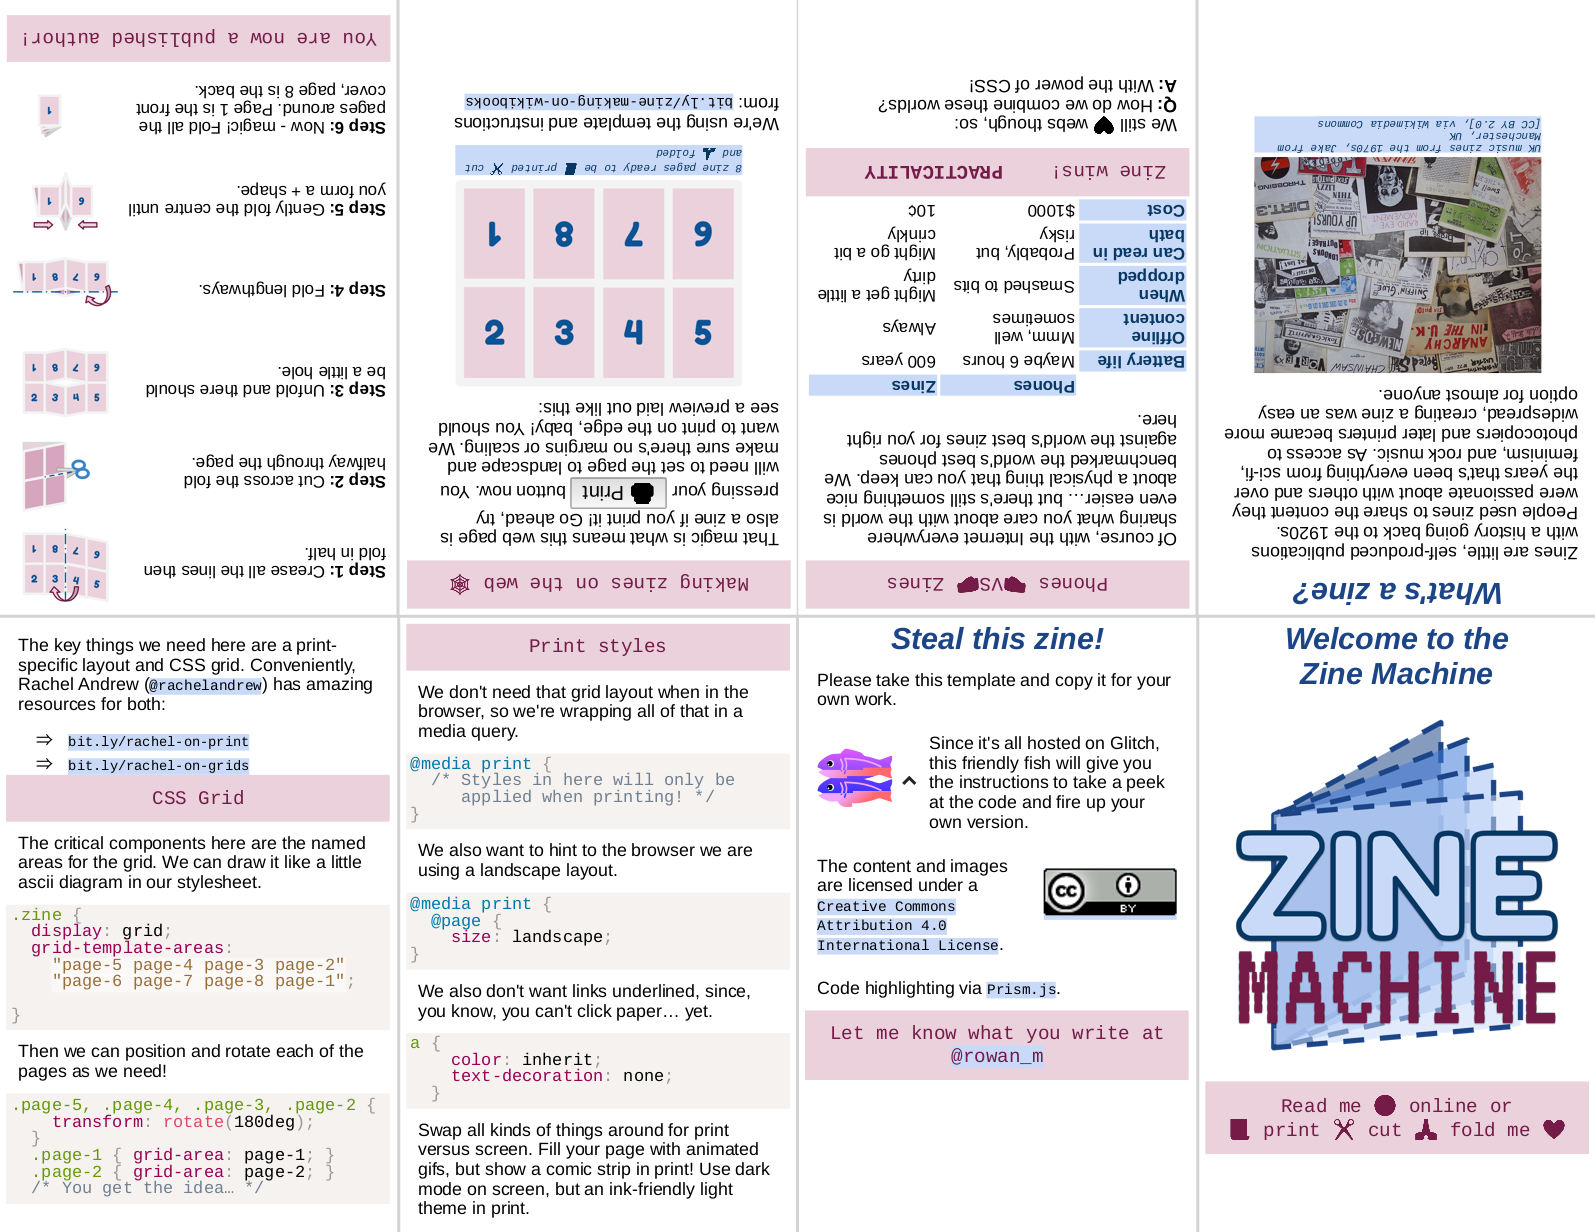 Welcome to the
Zine Machine
ZINE
MACHINE
Read me online or
print cut fold me
What's a zine?
Zines are little, self-produced publications
with a history going back to the 1920s.
People used zines to share the content they
were passionate about with others and over
the years that's been everything from sci-fi,
feminism, and rock music. As access to
photocopiers and later printers became more
widespread, creating a zine was an easy
option for almost anyone.
CHAINSAW
ANARCHY
IN THE U.K.
SNIFFIN' GLUE
DIRT.3
THROBBING
UK music zines from the 1970s, Jake from
Manchester, UK
[CC BY 2.0], via Wikimedia Commons
Phones VS Zines
Of course, with the Internet everywhere
sharing what you care about with the world is
even easier… but there's still something nice
about a physical thing that you can keep. We
benchmarked the world's best phones
against the world's best zines for you right
here.
Phones Zines
Battery life Maybe 6 hours 600 years
Offline content Mmm, well sometimes Always
When dropped Smashed to bits Might get a little dirty
Can read in bath Probably, but risky Might go a bit crinkly
Cost $1000 10¢
Zine wins! PRACTICALITY
We still webs though, so:
Q: How do we combine these worlds?
A: With the power of CSS!
Making zines on the web
That magic is what means this web page is
also a zine if you print it! Go ahead, try
pressing your Print button now. You
will need to set the page to landscape and
make sure there's no margins or scaling. We
want to print on the edge, baby! You should
see a preview laid out like this:
5 4 3 2
6 7 8 1
8 zine pages ready to be printed cut
and folded
We're using the template and instructions
from: bit.ly/zine-making-on-wikibooks
Step 1: Crease all the lines then
fold in half.
5 4 3 2
6 7 8 1
Step 2: Cut across the fold
halfway through the page.
Step 3: Unfold and there should
be a little hole.
5 4 3 2
6 7 8 1
Step 4: Fold lengthways.
6 7 8 1
Step 5: Gently fold the centre until
you form a + shape.
6 1
Step 6: Now - magic! Fold all the
pages around. Page 1 is the front
cover, page 8 is the back.
1
You are now a published author!
The key things we need here are a print-
specific layout and CSS grid. Conveniently,
Rachel Andrew (@rachelandrew) has amazing
resources for both:
⇒ bit.ly/rachel-on-print
⇒ bit.ly/rachel-on-grids
CSS Grid
The critical components here are the named
areas for the grid. We can draw it like a little
ascii diagram in our stylesheet.
.zine {
display: grid;
grid-template-areas:
"page-5 page-4 page-3 page-2"
"page-6 page-7 page-8 page-1";
}
Then we can position and rotate each of the
pages as we need!
.page-5, .page-4, .page-3, .page-2 {
transform: rotate(180deg);
}
.page-1 { grid-area: page-1; }
.page-2 { grid-area: page-2; }
/* You get the idea… */
Print styles
We don't need that grid layout when in the
browser, so we're wrapping all of that in a
media query.
@media print {
/* Styles in here will only be
applied when printing! */
}
We also want to hint to the browser we are
using a landscape layout.
@media print {
@page {
size: landscape;
}
We also don't want links underlined, since,
you know, you can't click paper… yet.
a {
color: inherit;
text-decoration: none;
}
Swap all kinds of things around for print
versus screen. Fill your page with animated
gifs, but show a comic strip in print! Use dark
mode on screen, but an ink-friendly light
theme in print.
Steal this zine!
Please take this template and copy it for your
own work.
Since it's all hosted on Glitch,
this friendly fish will give you
the instructions to take a peek
at the code and fire up your
own version.
The content and images
are licensed under a
Creative Commons
Attribution 4.0
International License.
cc
BY
Code highlighting via Prism.js.
Let me know what you write at
@rowan_m